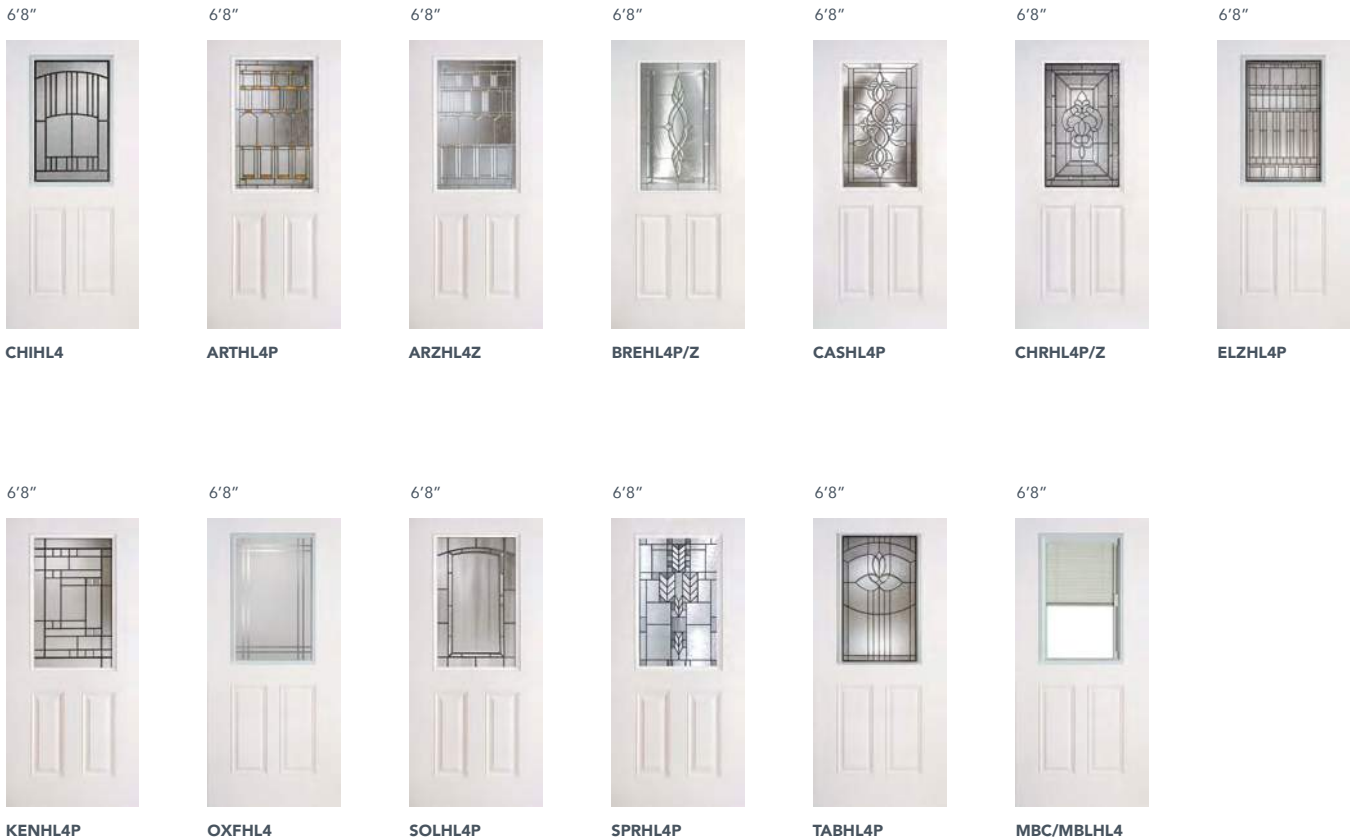 6’8”
6’8”
6’8”
6’8”
6’8”
6’8”
6’8”
CHIHL4
ARTHL4P
ARZHL4Z
BREHL4P/Z
CASHL4P
CHRHL4P/Z
ELZHL4P
6’8”
6’8”
6’8”
6’8”
6’8”
6’8”
KENHL4P
OXFHL4
SOLHL4P
SPRHL4P
TABHL4P
MBC/MBLHL4